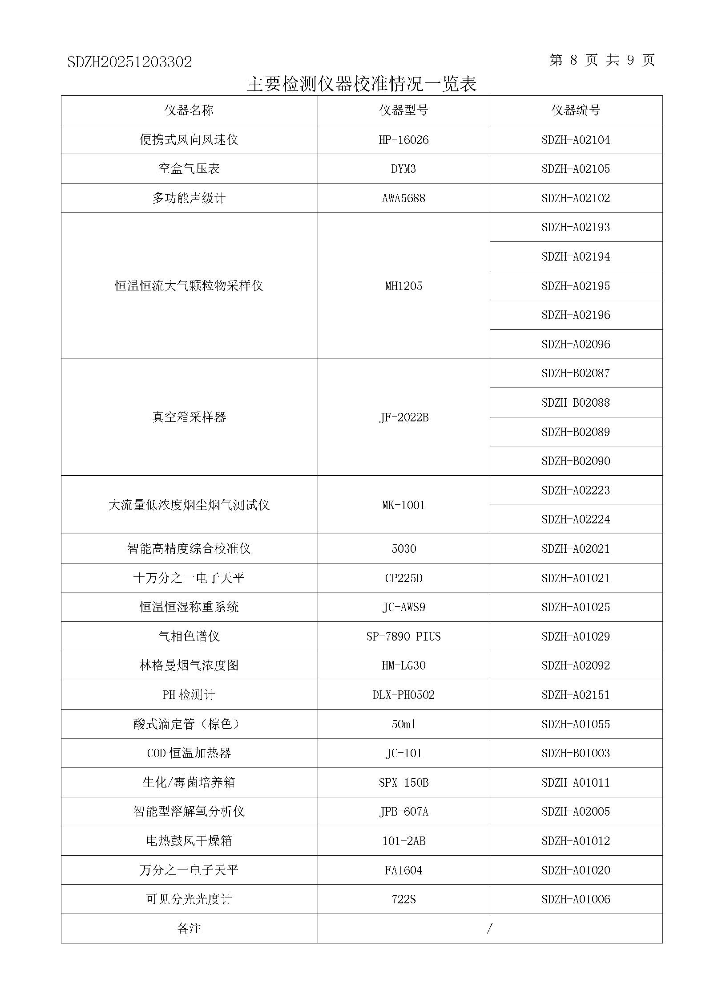 SDZH20251203302
第 8 页 共 9 页
主要检测仪器校准情况一览表
仪器名称 仪器型号 仪器编号
便携式风向风速仪 HP-16026 SDZH-A02104
空盒气压表 DYM3 SDZH-A02105
多功能声级计 AWA5688 SDZH-A02102
恒温恒流大气颗粒物采样仪 MH1205 SDZH-A02193
SDZH-A02194
SDZH-A02195
SDZH-A02196
SDZH-A02096
真空箱采样器 JF-2022B SDZH-B02087
SDZH-B02088
SDZH-B02089
SDZH-B02090
大流量低浓度烟尘烟气测试仪 MK-1001 SDZH-A02223
SDZH-A02224
智能高精度综合校准仪 5030 SDZH-A02021
十万分之一电子天平 CP225D SDZH-A01021
恒温恒湿称重系统 JC-AWS9 SDZH-A01025
气相色谱仪 SP-7890 PIUS SDZH-A01029
林格曼烟气浓度图 HM-LG30 SDZH-A02092
PH检测计 DLX-PH0502 SDZH-A02151
酸式滴定管（棕色） 50ml SDZH-A01055
COD恒温加热器 JC-101 SDZH-B01003
生化/霉菌培养箱 SPX-150B SDZH-A01011
智能型溶解氧分析仪 JPB-607A SDZH-A02005
电热鼓风干燥箱 101-2AB SDZH-A01012
万分之一电子天平 FA1604 SDZH-A01020
可见分光光度计 722S SDZH-A01006
备注 /